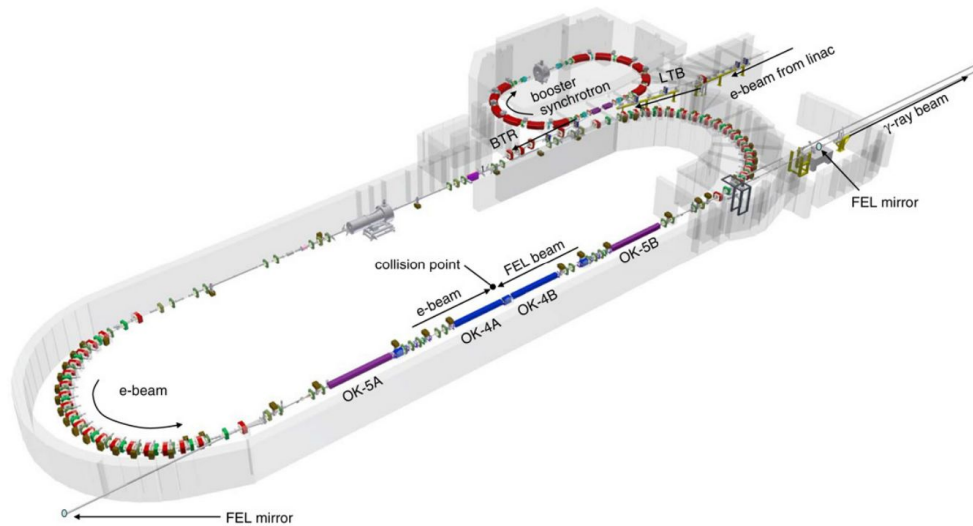 LTB
e-beam from linac
booster
synchrotron
BTR
γ-ray beam
FEL mirror
OK-5B
FEL beam
collision point
e-beam
OK-4B
OK-4A
OK-5A
e-beam
FEL mirror